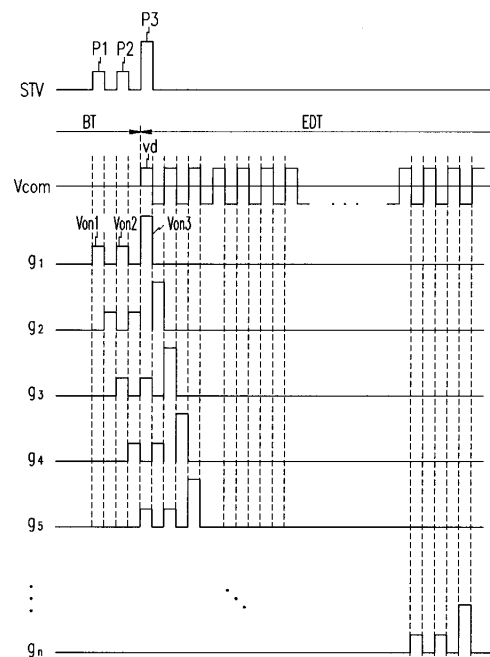 P3
P1 P2
STV
BT EDT
vd
Vcom
. . .
Von1 Von2 Von3
g1
g2
g3
g4
g5
gn